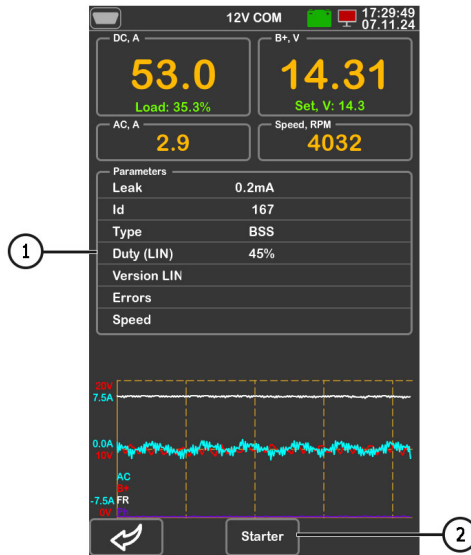 12V COM
17:29:49
07.11.24
DC, A
53.0
Load: 35.3%
B+, V
14.31
Set, V: 14.3
AC, A
2.9
Speed, RPM
4032
Parameters
Leak 0.2mA
Id 167
Type BSS
Duty (LIN) 45%
Version LIN
Errors
Speed
1
20V
7.5A
0.0A
10V
AC
B+
-7.5A FR
0V
Starter
2